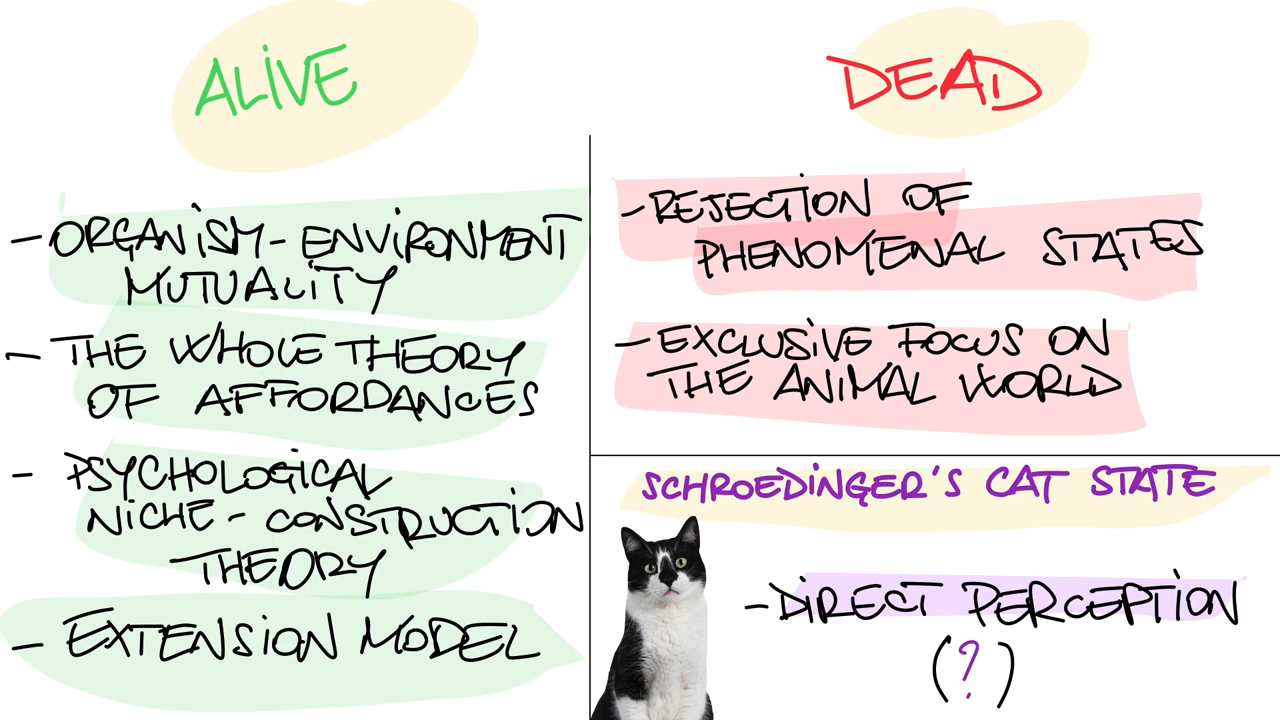 ALIVE
- ORGANISM - ENVIRONMENT
MUTUALITY
- THE WHOLE THEORY
OF AFFORDANCES
- PSYCHOLOGICAL
NICHE - CONSTRUCTION
THEORY
- EXTENSION MODEL
DEAD
- REJECTION OF
PHENOMENAL STATES
- EXCLUSIVE FOCUS ON
THE ANIMAL WORLD
SCHROEDINGER'S CAT STATE
- DIRECT PERCEPTION
(?)